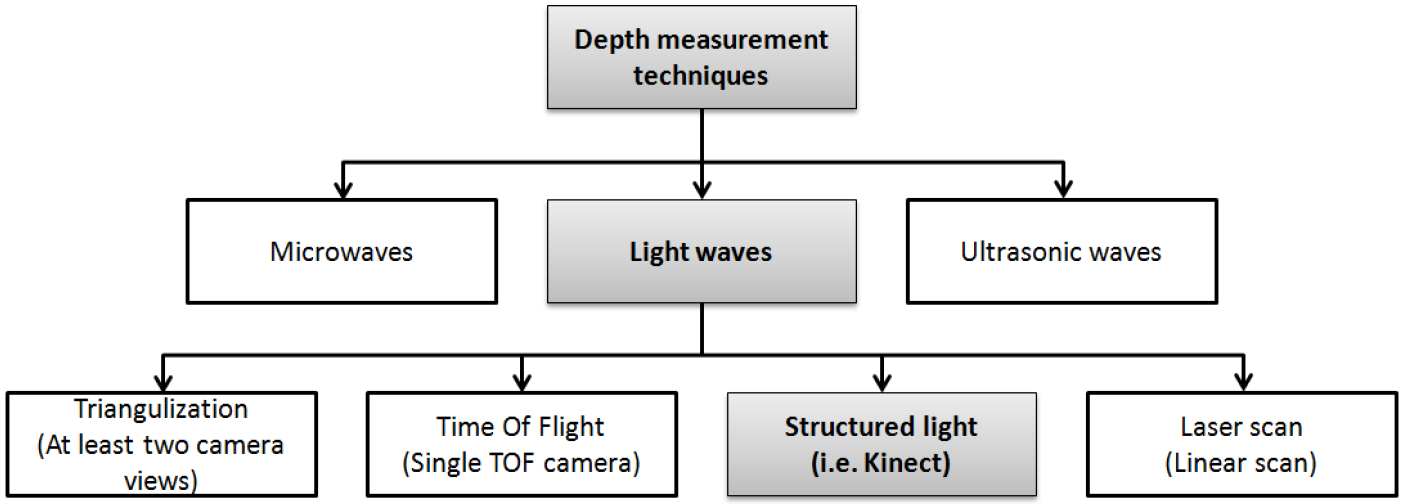 Depth measurement
techniques
Microwaves
Light waves
Ultrasonic waves
Triangulization
(At least two camera
views)
Time Of Flight
(Single TOF camera)
Structured light
(i.e. Kinect)
Laser scan
(Linear scan)